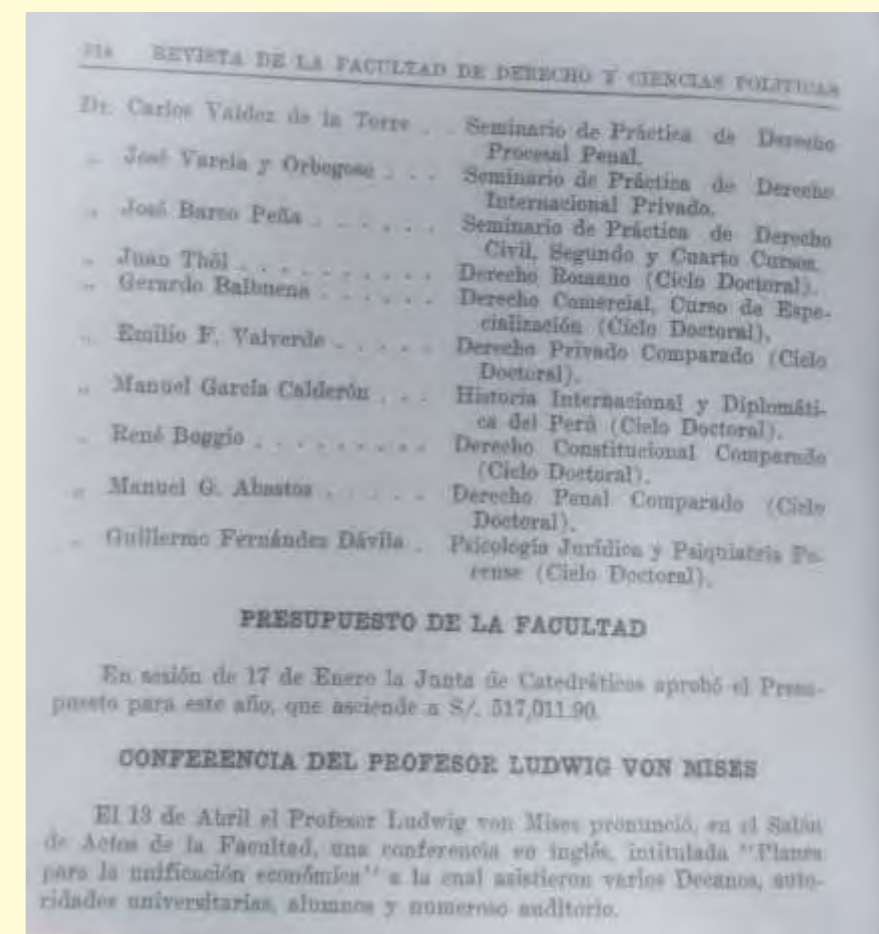 REVISTA DE LA FACULTAD DE DERECHO Y CIENCIAS POLITICAS
Dr. Carlos Valdez de la Torre . . Seminario de Práctica de Derecho
Procesal Penal.
„ José Varela y Orbegoso . . . Seminario de Práctica de Derecho
Internacional Privado.
„ José Barco Peña . . . . . . Seminario de Práctica de Derecho
Civil, Segundo y Cuarto Cursos.
„ Juan Thöl . . . . . . . . . . Derecho Romano (Ciclo Doctoral).
„ Gerardo Balbuena . . . . . . Derecho Comercial, Curso de Espe-
cialización (Ciclo Doctoral).
„ Emilio F. Valverde . . . . . Derecho Privado Comparado (Ciclo
Doctoral).
„ Manuel García Calderón . . . Historia Internacional y Diplomáti-
ca del Perú (Ciclo Doctoral).
„ René Boggio . . . . . . . . . Derecho Constitucional Comparado
(Ciclo Doctoral).
„ Manuel G. Abastos . . . . . Derecho Penal Comparado (Ciclo
Doctoral).
„ Guillermo Fernández Dávila . Psicología Jurídica y Psiquiatría Fo-
rense (Ciclo Doctoral).
PRESUPUESTO DE LA FACULTAD
En sesión de 17 de Enero la Junta de Catedráticos aprobó el Presu-
puesto para este año, que asciende a S/. 517,011.90.
CONFERENCIA DEL PROFESOR LUDWIG VON MISES
El 13 de Abril el Profesor Ludwig von Mises pronunció, en el Salón
de Actos de la Facultad, una conferencia en inglés, intitulada "Planes
para la unificación económica" a la cual asistieron varios Decanos, auto-
ridades universitarias, alumnos y numeroso auditorio.